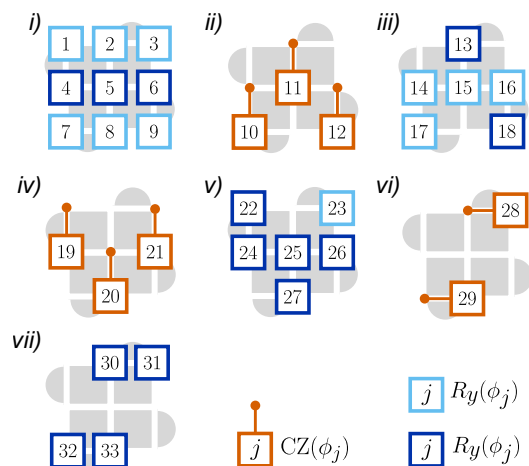 i) ii) iii)
1 2 3
4 5 6
7 8 9
11
10 12
13
14 15 16
17 18
iv) v) vi)
19 21
20
22 23
24 25 26
27
28
29
vii)
30 31
32 33
j CZ(ϕ_j)
j R_y(ϕ_j)
j R_y(ϕ_j)